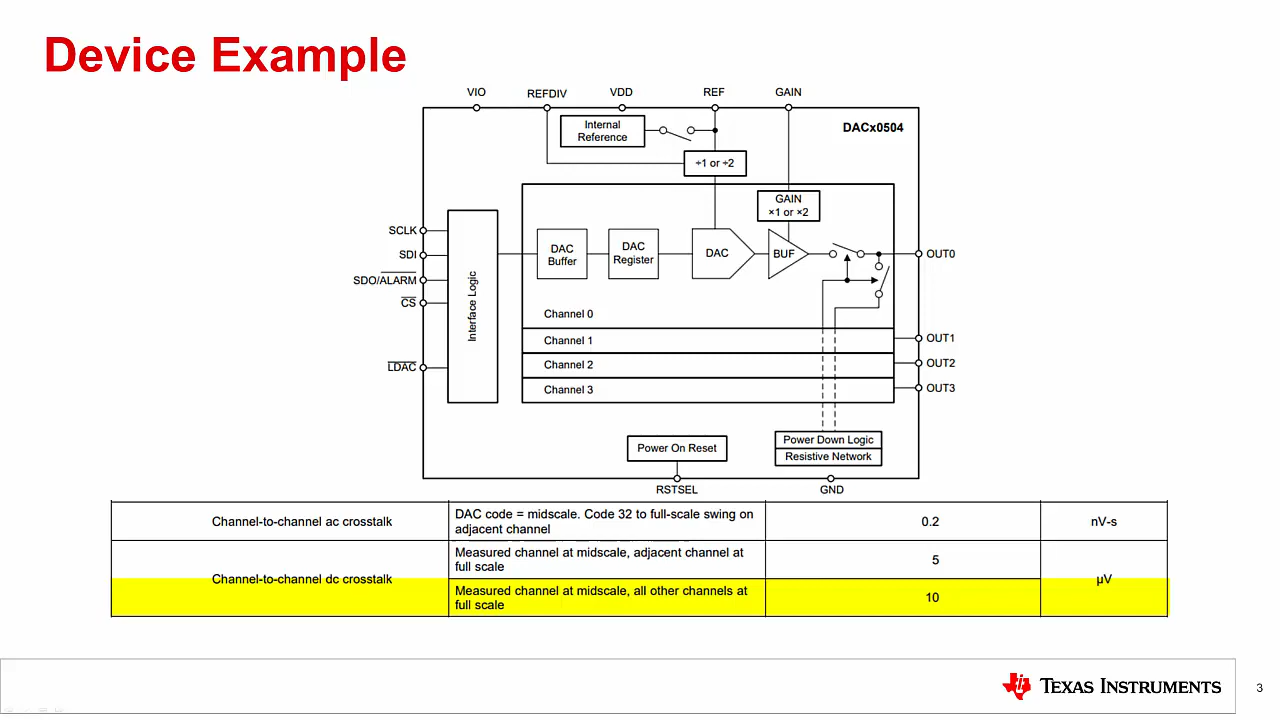 Device Example
VIO
REFDIV
VDD
REF
GAIN
Internal
Reference
DACx0504
÷1 or ÷2
GAIN
×1 or ×2
SCLK
SDI
SDO/ALARM
CS
LDAC
Interface Logic
DAC
Buffer
DAC
Register
DAC
BUF
OUT0
Channel 0
Channel 1
OUT1
Channel 2
OUT2
Channel 3
OUT3
Power On Reset
Power Down Logic
Resistive Network
RSTSEL
GND
Channel-to-channel ac crosstalk
DAC code = midscale. Code 32 to full-scale swing on
adjacent channel
0.2
nV-s
Channel-to-channel dc crosstalk
Measured channel at midscale, adjacent channel at
full scale
5
µV
Measured channel at midscale, all other channels at
full scale
10
TEXAS INSTRUMENTS
3